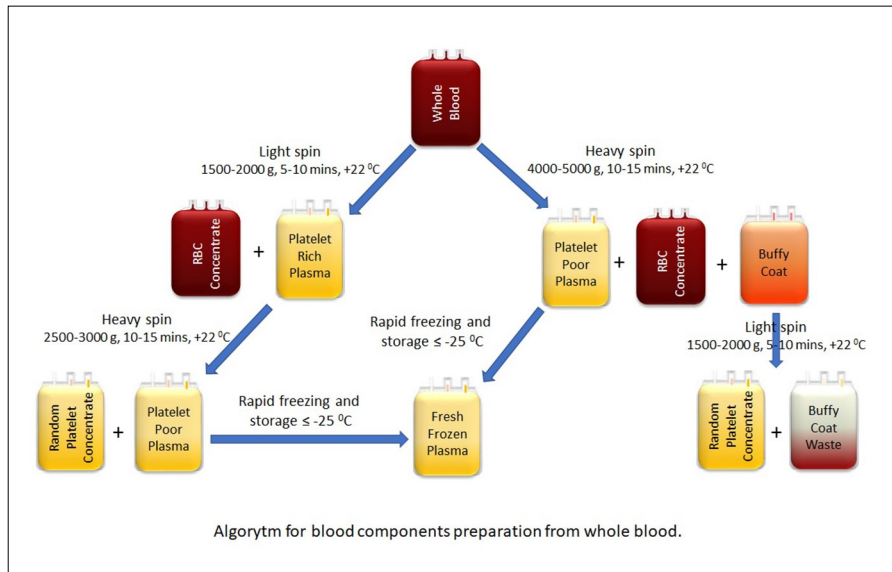 Whole
Blood
Light spin
1500-2000 g, 5-10 mins, +22 ⁰C
Heavy spin
4000-5000 g, 10-15 mins, +22 ⁰C
RBC
Concentrate
+
Platelet
Rich
Plasma
Platelet
Poor
Plasma
+
RBC
Concentrate
+
Buffy
Coat
Heavy spin
2500-3000 g, 10-15 mins, +22 ⁰C
Rapid freezing and
storage ≤ -25 ⁰C
Light spin
1500-2000 g, 5-10 mins, +22 ⁰C
Random
Platelet
Concentrate
+
Platelet
Poor
Plasma
Rapid freezing and
storage ≤ -25 ⁰C
Fresh
Frozen
Plasma
Random
Platelet
Concentrate
+
Buffy
Coat
Waste
Algorytm for blood components preparation from whole blood.